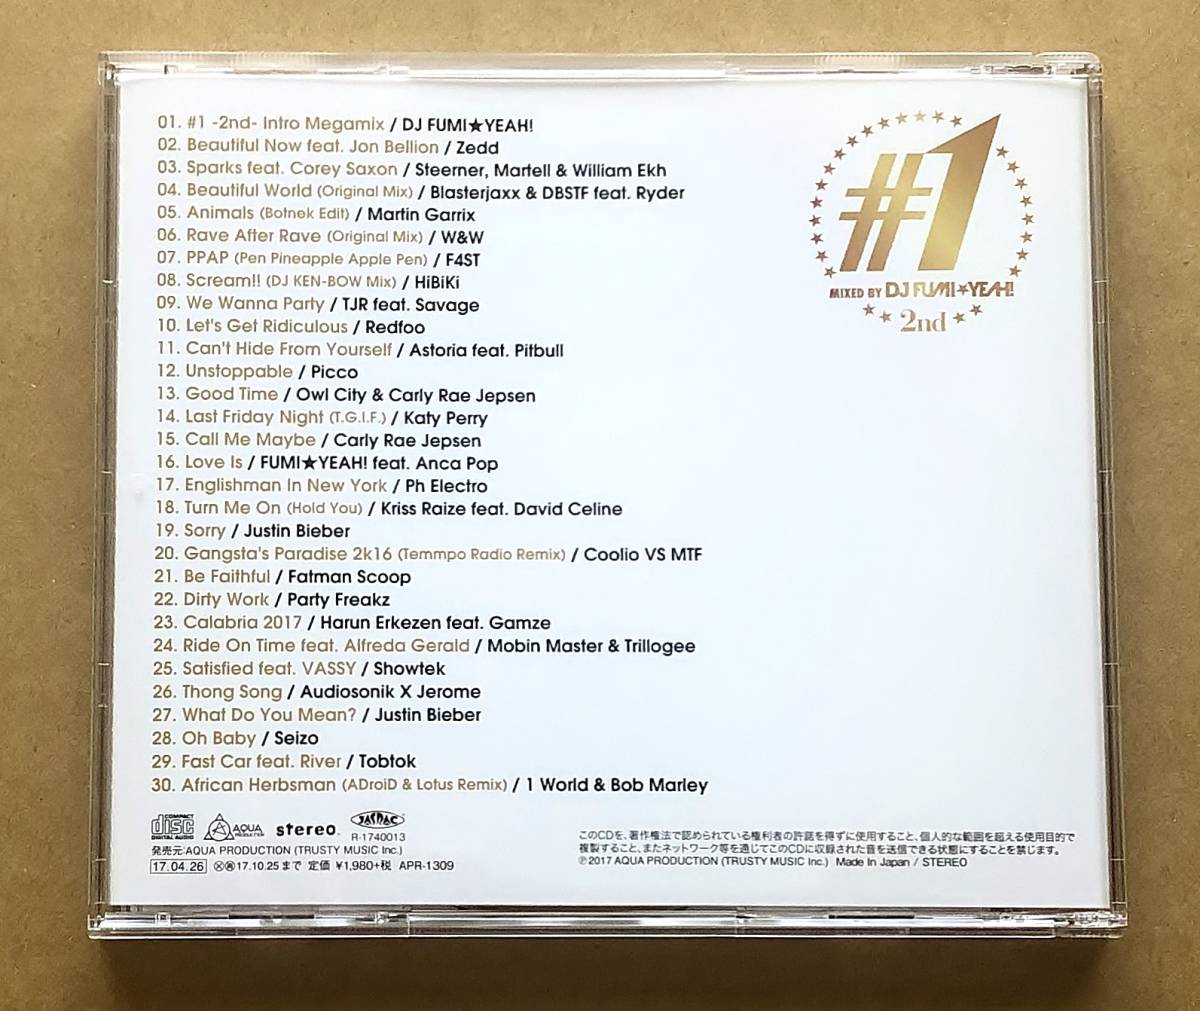 01. #1 -2nd- Intro Megamix / DJ FUMI★YEAH!
02. Beautiful Now feat. Jon Bellion / Zedd
03. Sparks feat. Corey Saxon / Steerner, Martell & William Ekh
04. Beautiful World (Original Mix) / Blasterjaxx & DBSTF feat. Ryder
05. Animals (Botnek Edit) / Martin Garrix
06. Rave After Rave (Original Mix) / W&W
07. PPAP (Pen Pineapple Apple Pen) / F4ST
08. Scream!! (DJ KEN-BOW Mix) / HiBiKi
09. We Wanna Party / TJR feat. Savage
10. Let's Get Ridiculous / Redfoo
11. Can't Hide From Yourself / Astoria feat. Pitbull
12. Unstoppable / Picco
13. Good Time / Owl City & Carly Rae Jepsen
14. Last Friday Night (T.G.I.F.) / Katy Perry
15. Call Me Maybe / Carly Rae Jepsen
16. Love Is / FUMI★YEAH! feat. Anca Pop
17. Englishman In New York / Ph Electro
18. Turn Me On (Hold You) / Kriss Raize feat. David Celine
19. Sorry / Justin Bieber
20. Gangsta's Paradise 2k16 (Temmpo Radio Remix) / Coolio VS MTF
21. Be Faithful / Fatman Scoop
22. Dirty Work / Party Freakz
23. Calabria 2017 / Harun Erkezen feat. Gamze
24. Ride On Time feat. Alfreda Gerald / Mobin Master & Trillogee
25. Satisfied feat. VASSY / Showtek
26. Thong Song / Audiosonik X Jerome
27. What Do You Mean? / Justin Bieber
28. Oh Baby / Seizo
29. Fast Car feat. River / Tobtok
30. African Herbsman (ADroiD & Lotus Remix) / 1 World & Bob Marley
#1
MIXED BY DJ FUMI★YEAH!
2nd
COMPACT disc DIGITAL AUDIO
AQUA PRODUCTION
stereo
JASRAC
R-1740013
発売元:AQUA PRODUCTION (TRUSTY MUSIC Inc.)
17.04.26 Ⓧ㊢17.10.25まで 定価 ¥1,980+税 APR-1309
このCDを、著作権法で認められている権利者の許諾を得ずに使用すること、個人的な範囲を超える使用目的で
複製すること、またネットワーク等を通じてこのCDに収録された音を送信できる状態にすることを禁じます。
Ⓟ2017 AQUA PRODUCTION (TRUSTY MUSIC Inc.) Made In Japan / STEREO